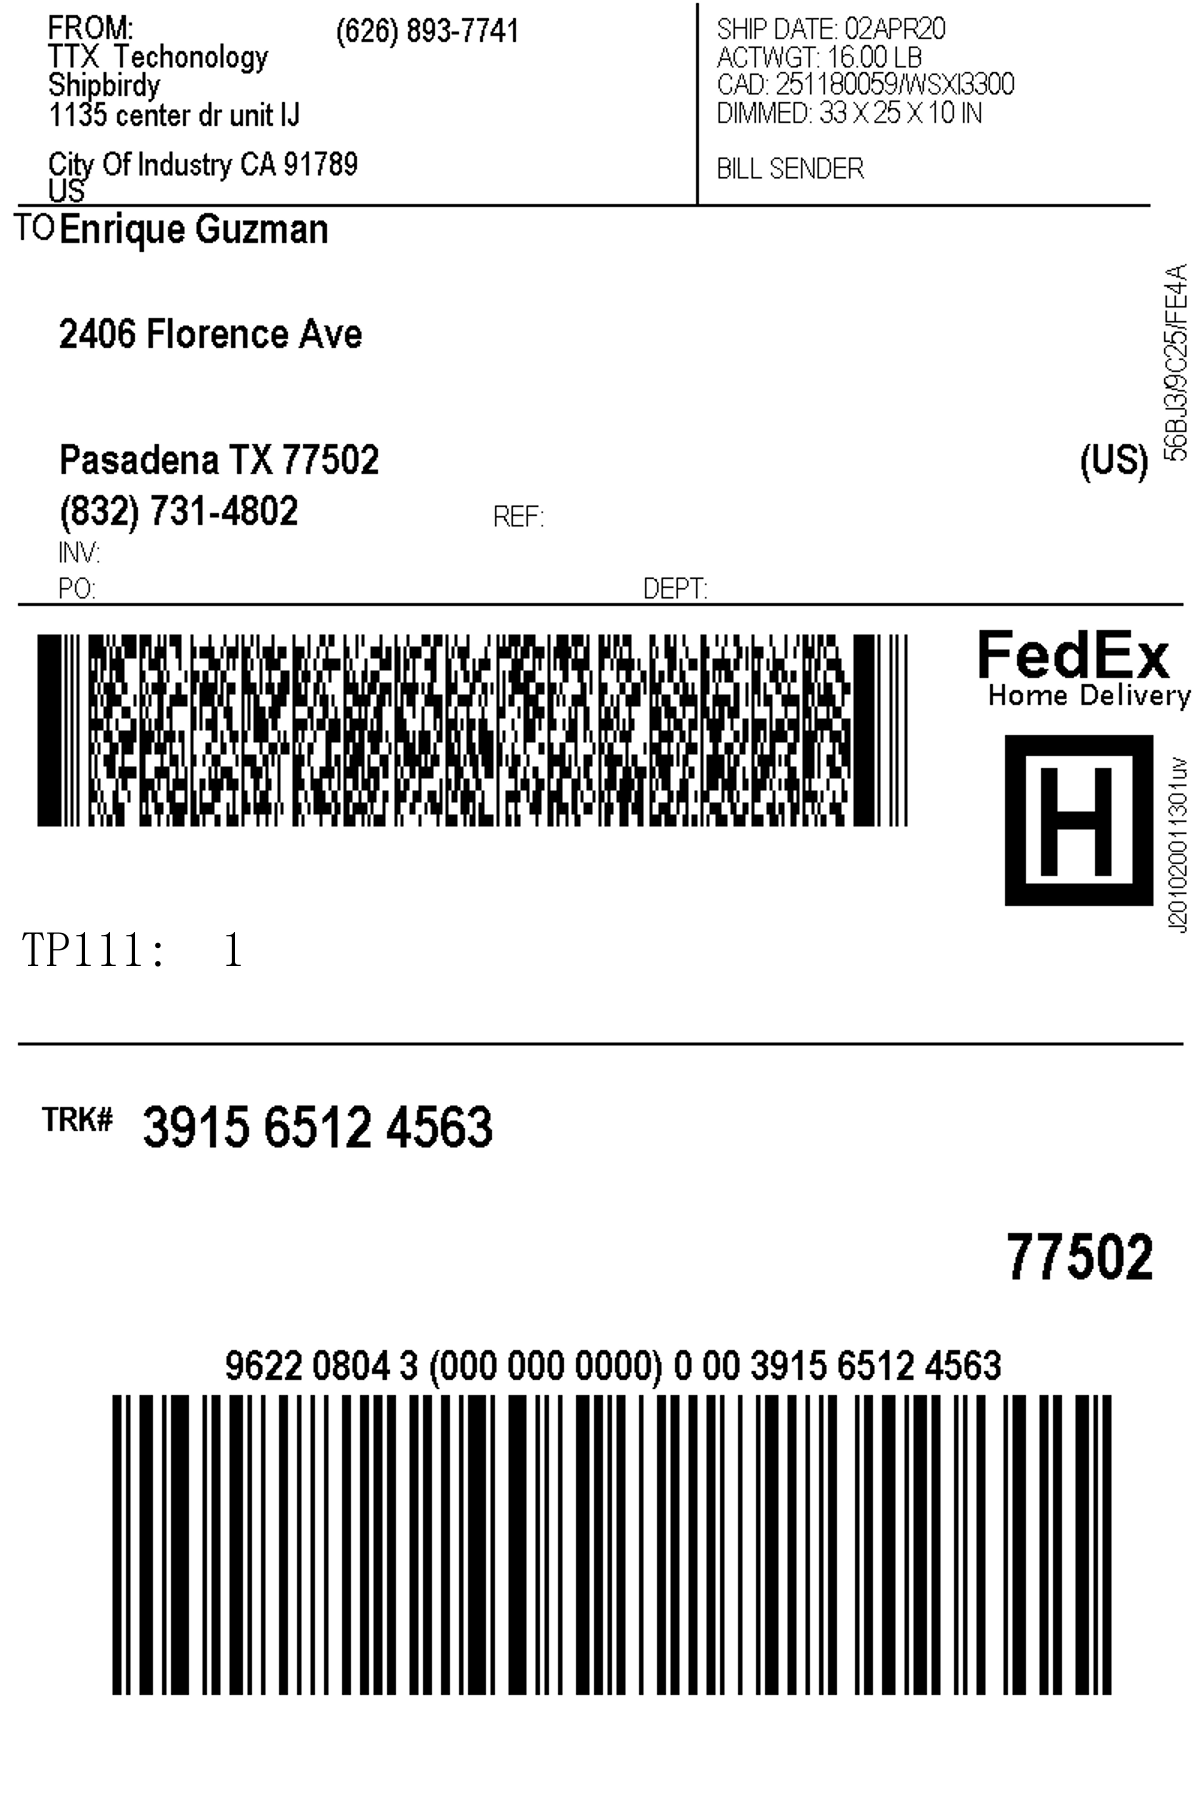 FROM: (626) 893-7741
TTX Techonology
Shipbirdy
1135 center dr unit IJ
City Of Industry CA 91789
US
SHIP DATE: 02APR20
ACTWGT: 16.00 LB
CAD: 251180059/WSXI3300
DIMMED: 33 X 25 X 10 IN
BILL SENDER
TO Enrique Guzman
2406 Florence Ave
Pasadena TX 77502 (US)
(832) 731-4802 REF:
INV:
PO: DEPT:
56BJ3/9C25/FE4A
FedEx
Home Delivery
H
J201020011301uv
TP111: 1
TRK# 3915 6512 4563
77502
9622 0804 3 (000 000 0000) 0 00 3915 6512 4563